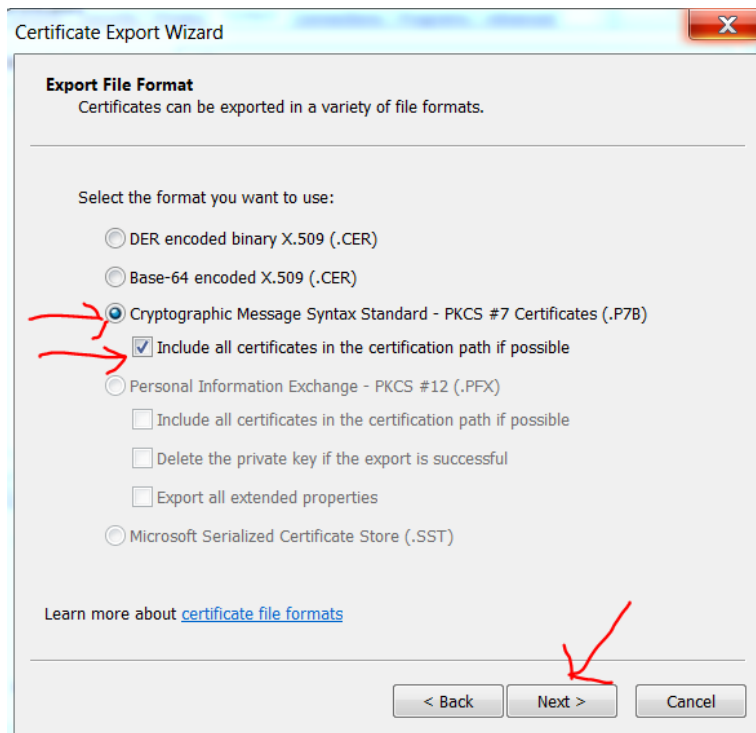 Certificate Export Wizard
Export File Format
Certificates can be exported in a variety of file formats.
Select the format you want to use:
DER encoded binary X.509 (.CER)
Base-64 encoded X.509 (.CER)
Cryptographic Message Syntax Standard - PKCS #7 Certificates (.P7B)
Include all certificates in the certification path if possible
Personal Information Exchange - PKCS #12 (.PFX)
Include all certificates in the certification path if possible
Delete the private key if the export is successful
Export all extended properties
Microsoft Serialized Certificate Store (.SST)
Learn more about certificate file formats
< Back Next > Cancel